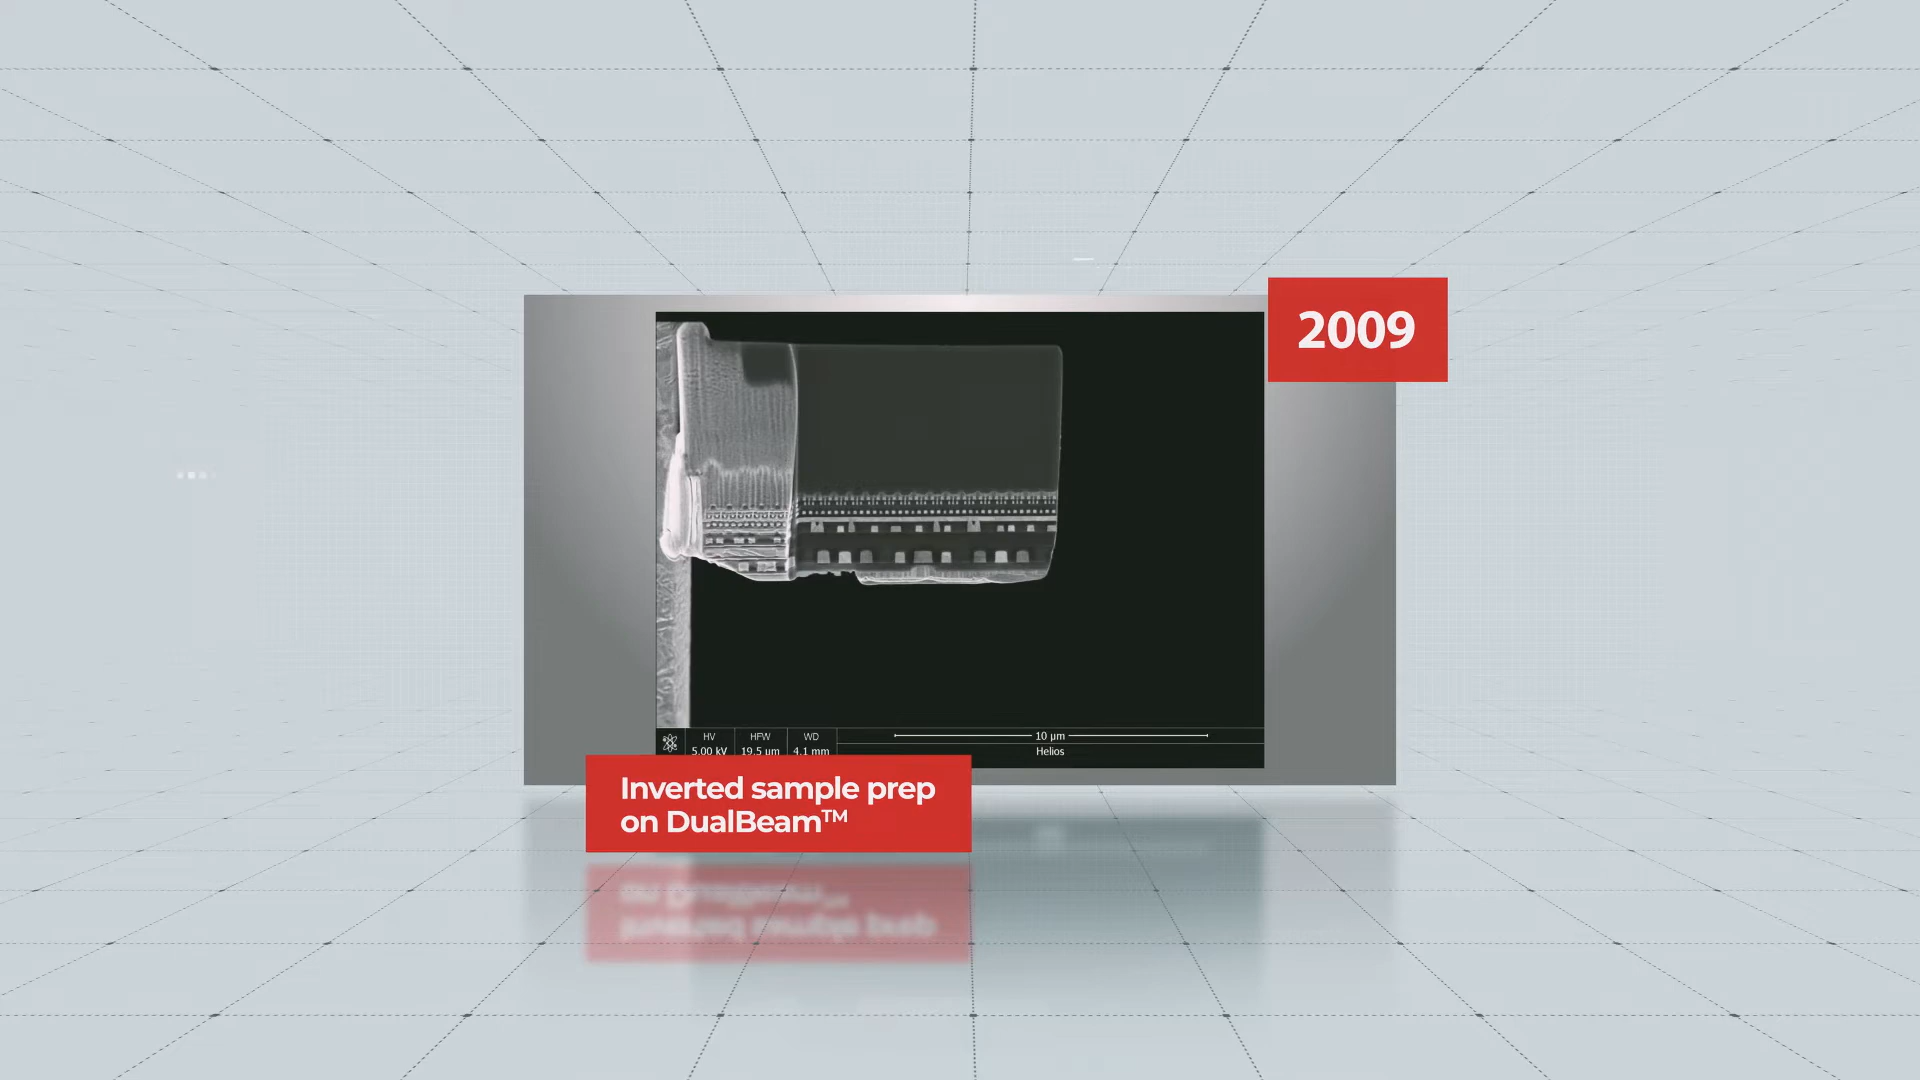 2009
HV
HFW
WD
10 µm
5.00 kV
19.5 µm
4.1 mm
Helios
Inverted sample prep
on DualBeam™